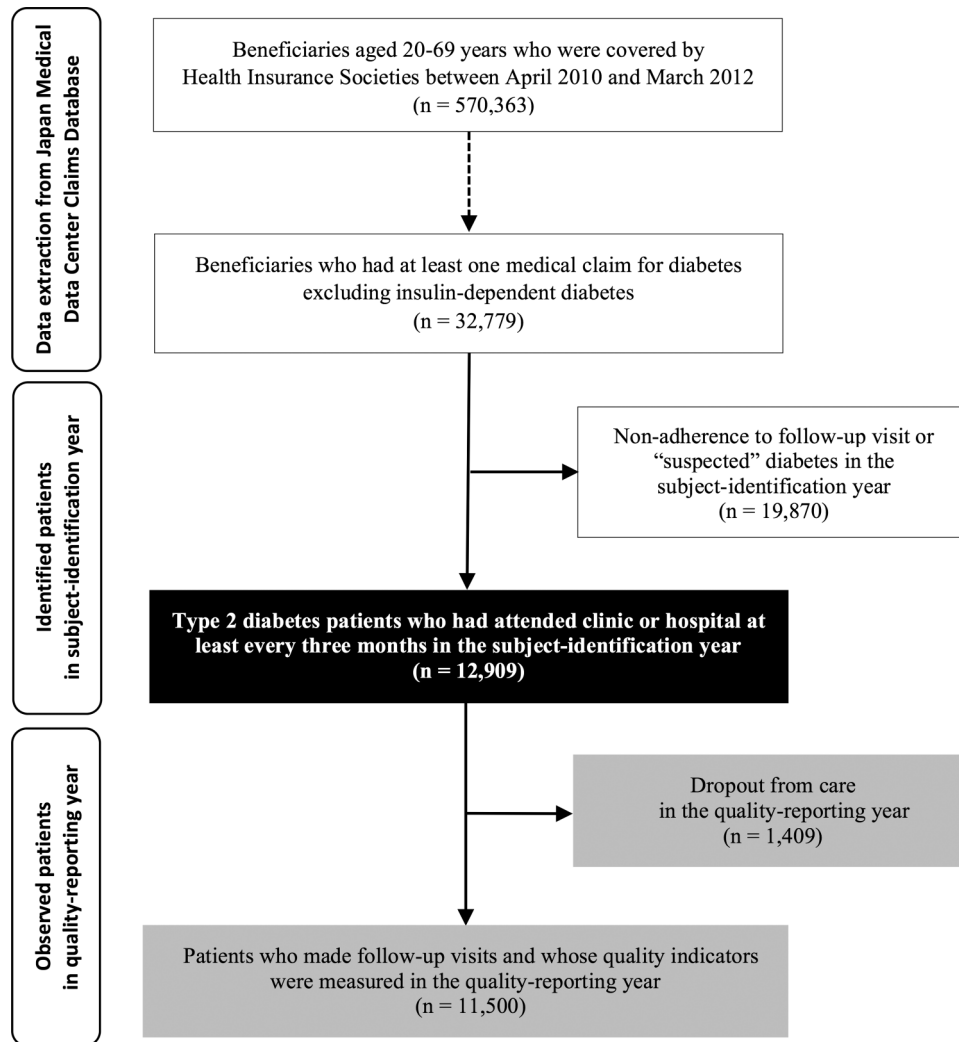 Data extraction from Japan Medical
Data Center Claims Database
Beneficiaries aged 20-69 years who were covered by
Health Insurance Societies between April 2010 and March 2012
(n = 570,363)
Beneficiaries who had at least one medical claim for diabetes
excluding insulin-dependent diabetes
(n = 32,779)
Identified patients
in subject-identification year
Non-adherence to follow-up visit or
“suspected” diabetes in the
subject-identification year
(n = 19,870)
Type 2 diabetes patients who had attended clinic or hospital at
least every three months in the subject-identification year
(n = 12,909)
Observed patients
in quality-reporting year
Dropout from care
in the quality-reporting year
(n = 1,409)
Patients who made follow-up visits and whose quality indicators
were measured in the quality-reporting year
(n = 11,500)